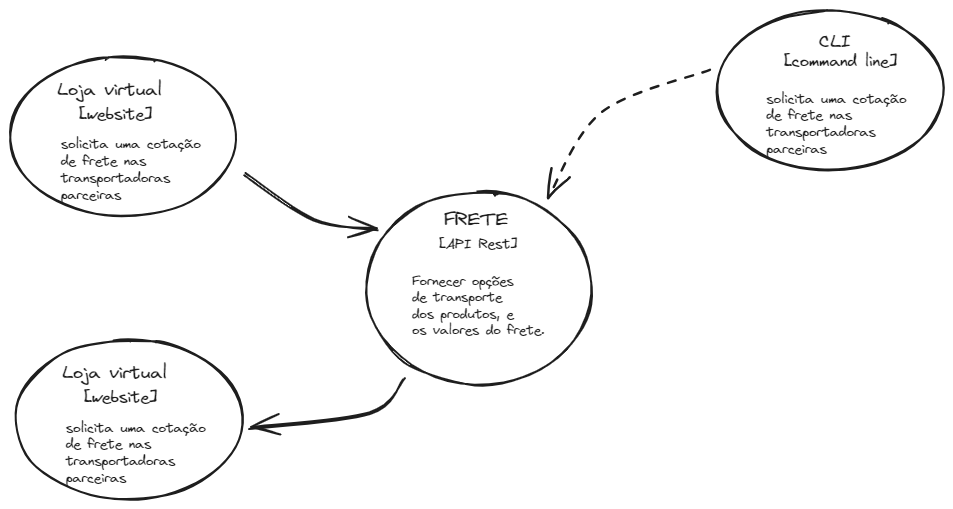 Loja virtual
[website]
solicita uma cotação
de frete nas
transportadoras
parceiras
CLI
[command line]
solicita uma cotação
de frete nas
transportadoras
parceiras
FRETE
[API Rest]
Fornecer opções
de transporte
dos produtos, e
os valores do frete.
Loja virtual
[website]
solicita uma cotação
de frete nas
transportadoras
parceiras